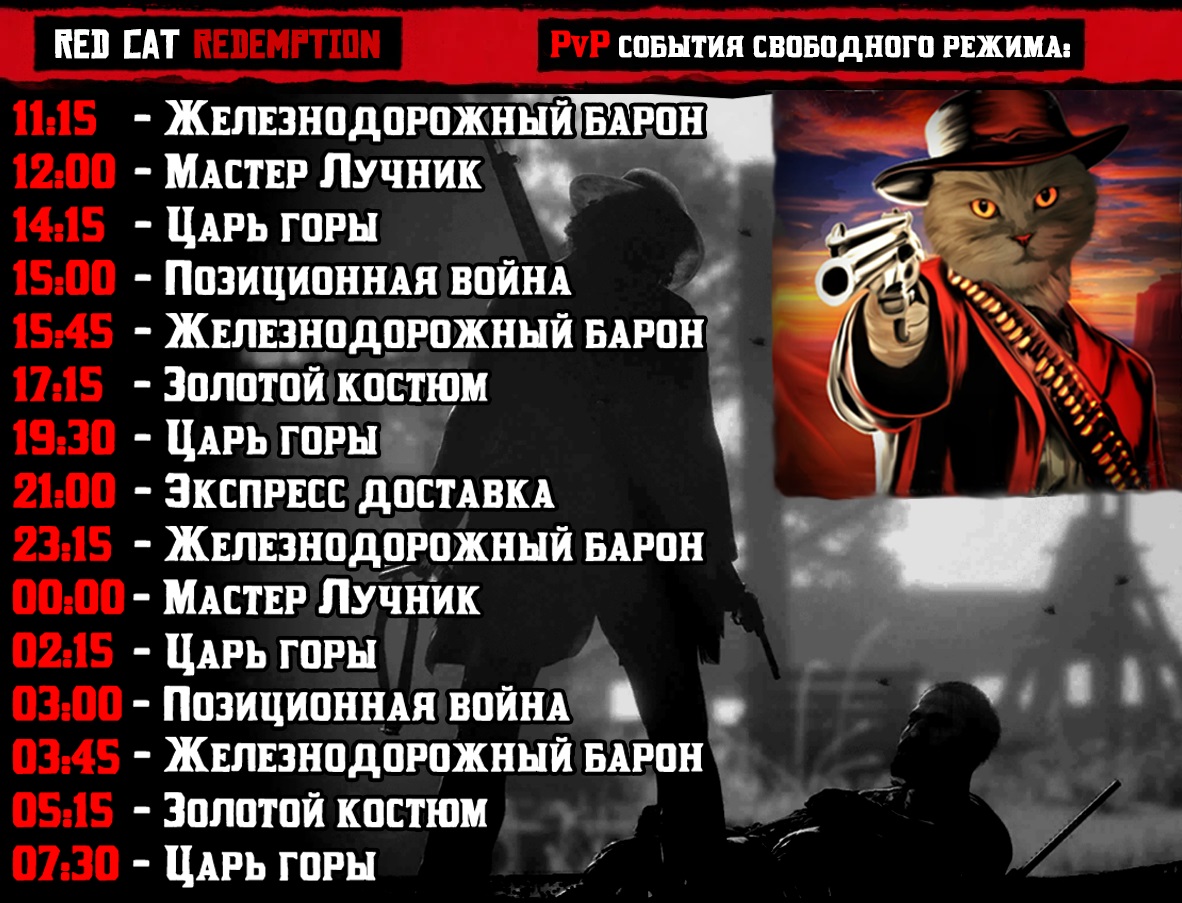 RED CAT REDEMPTION
PvP СОБЫТИЯ СВОБОДНОГО РЕЖИМА:
11:15 - ЖЕЛЕЗНОДОРОЖНЫЙ БАРОН
12:00 - МАСТЕР ЛУЧНИК
14:15 - ЦАРЬ ГОРЫ
15:00 - ПОЗИЦИОННАЯ ВОЙНА
15:45 - ЖЕЛЕЗНОДОРОЖНЫЙ БАРОН
17:15 - ЗОЛОТОЙ КОСТЮМ
19:30 - ЦАРЬ ГОРЫ
21:00 - ЭКСПРЕСС ДОСТАВКА
23:15 - ЖЕЛЕЗНОДОРОЖНЫЙ БАРОН
00:00 - МАСТЕР ЛУЧНИК
02:15 - ЦАРЬ ГОРЫ
03:00 - ПОЗИЦИОННАЯ ВОЙНА
03:45 - ЖЕЛЕЗНОДОРОЖНЫЙ БАРОН
05:15 - ЗОЛОТОЙ КОСТЮМ
07:30 - ЦАРЬ ГОРЫ